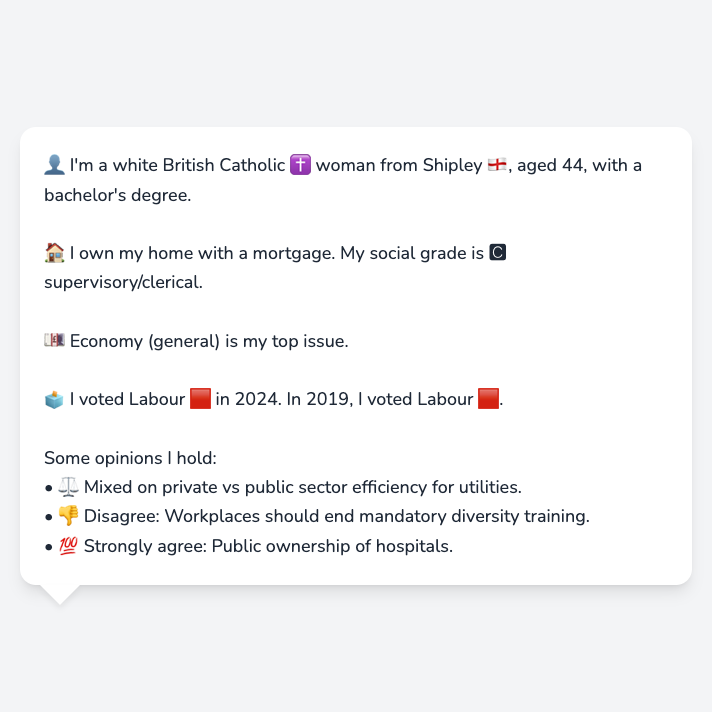 👤 I'm a white British Catholic ✝️ woman from Shipley 🏴󠁧󠁢󠁥󠁮󠁧󠁿, aged 44, with a
bachelor's degree.
🏠 I own my home with a mortgage. My social grade is 🅲
supervisory/clerical.
💷 Economy (general) is my top issue.
🗳️ I voted Labour 🟥 in 2024. In 2019, I voted Labour 🟥.
Some opinions I hold:
• ⚖️ Mixed on private vs public sector efficiency for utilities.
• 👎 Disagree: Workplaces should end mandatory diversity training.
• 💯 Strongly agree: Public ownership of hospitals.